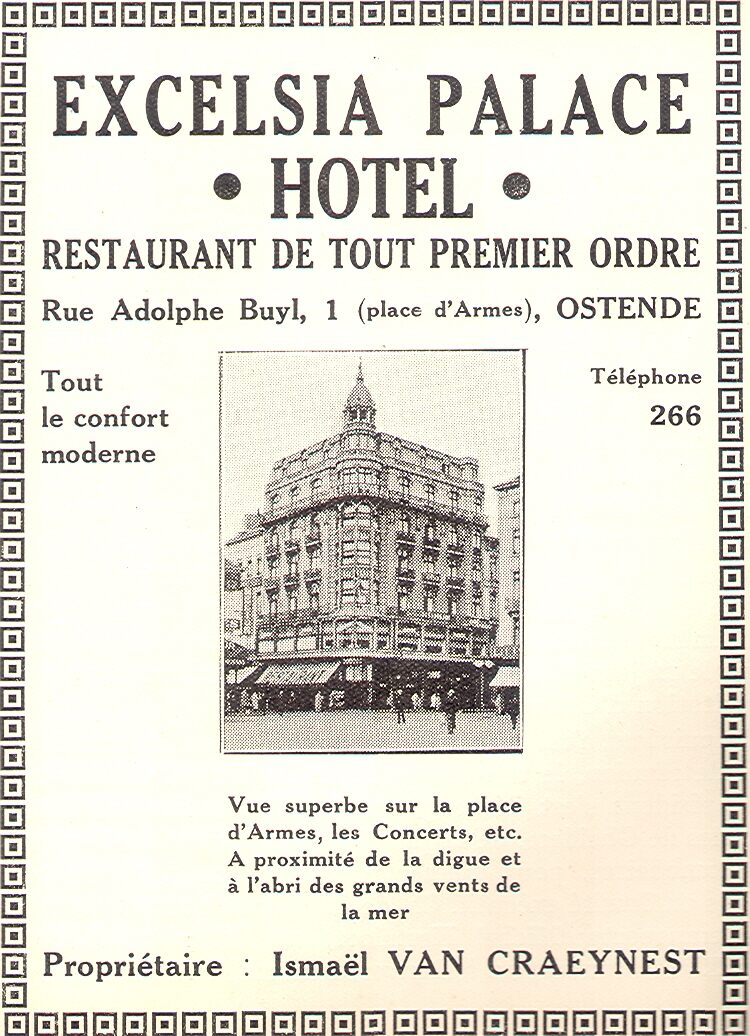 EXCELSIA PALACE
• HOTEL •
RESTAURANT DE TOUT PREMIER ORDRE
Rue Adolphe Buyl, 1 (place d'Armes), OSTENDE
Tout
le confort
moderne
Téléphone
266
Vue superbe sur la place
d'Armes, les Concerts, etc.
A proximité de la digue et
à l'abri des grands vents de
la mer
Propriétaire : Ismaël VAN CRAEYNEST